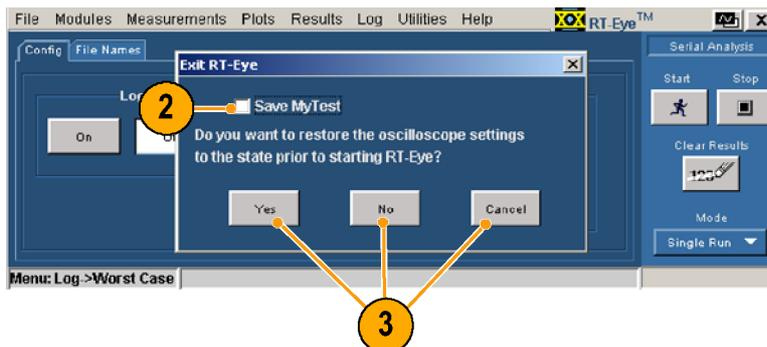 File Modules Measurements Plots Results Log Utilities Help RT-Eye™ X
Config File Names
Serial Analysis
Exit RT-Eye
Start Stop
2 Save MyTest
On
Do you want to restore the oscilloscope settings
to the state prior to starting RT-Eye?
Clear Results
Yes No Cancel
Mode
Single Run
Menu: Log->Worst Case
3